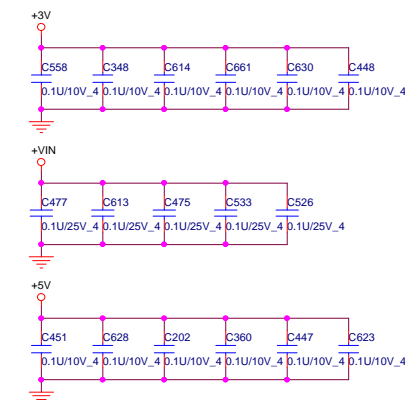 +3V
C558 C348 C614 C661 C630 C448
0.1U/10V_4 0.1U/10V_4 0.1U/10V_4 0.1U/10V_4 0.1U/10V_4 0.1U/10V_4
+VIN
C477 C613 C475 C533 C526
0.1U/25V_4 0.1U/25V_4 0.1U/25V_4 0.1U/25V_4 0.1U/25V_4
+5V
C451 C628 C202 C360 C447 C623
0.1U/10V_4 0.1U/10V_4 0.1U/10V_4 0.1U/10V_4 0.1U/10V_4 0.1U/10V_4